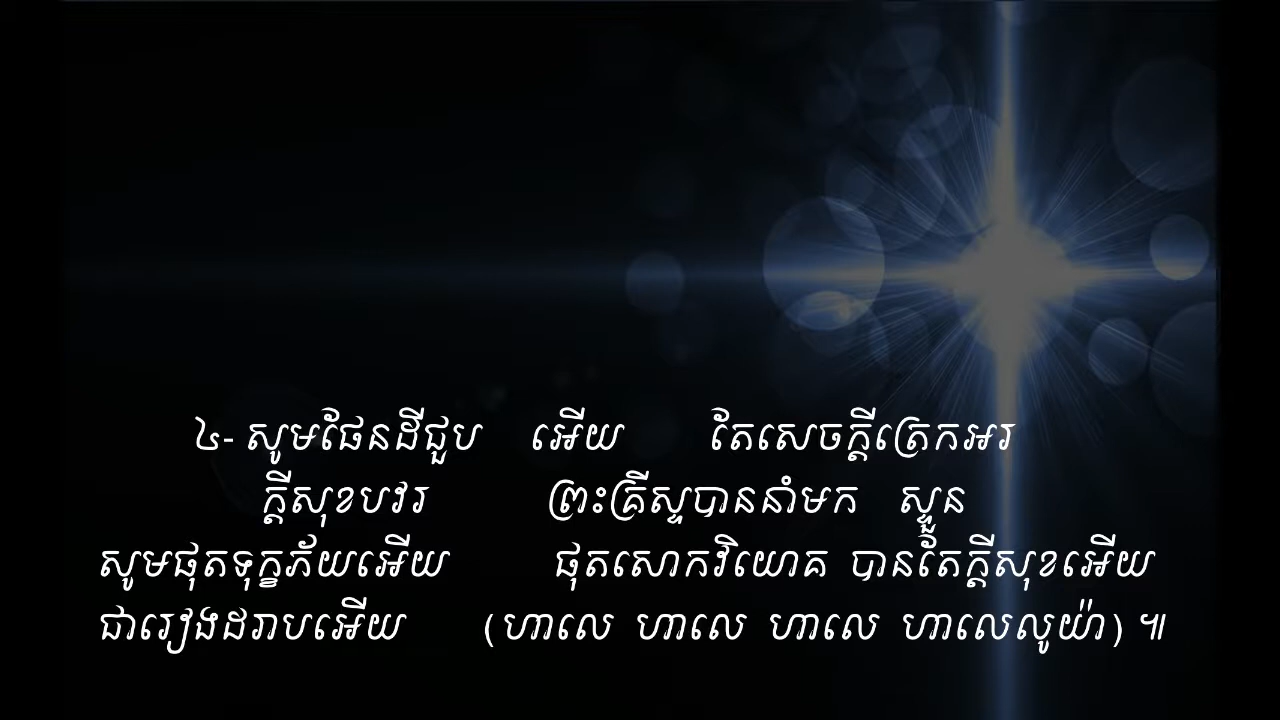 ៤- សូមផែនដីជួប អើយ តែសេចក្ដីត្រេកអរ
ក្ដីសុខបវរ ព្រះគ្រីស្ទបាននាំមក ស្ទួន
សូមផុតទុក្ខភ័យអើយ ផុតសោកវិយោគ បានតែក្ដីសុខអើយ
ជារៀងដរាបអើយ (ហាលេ ហាលេ ហាលេ ហាលេលូយ៉ា) ៕